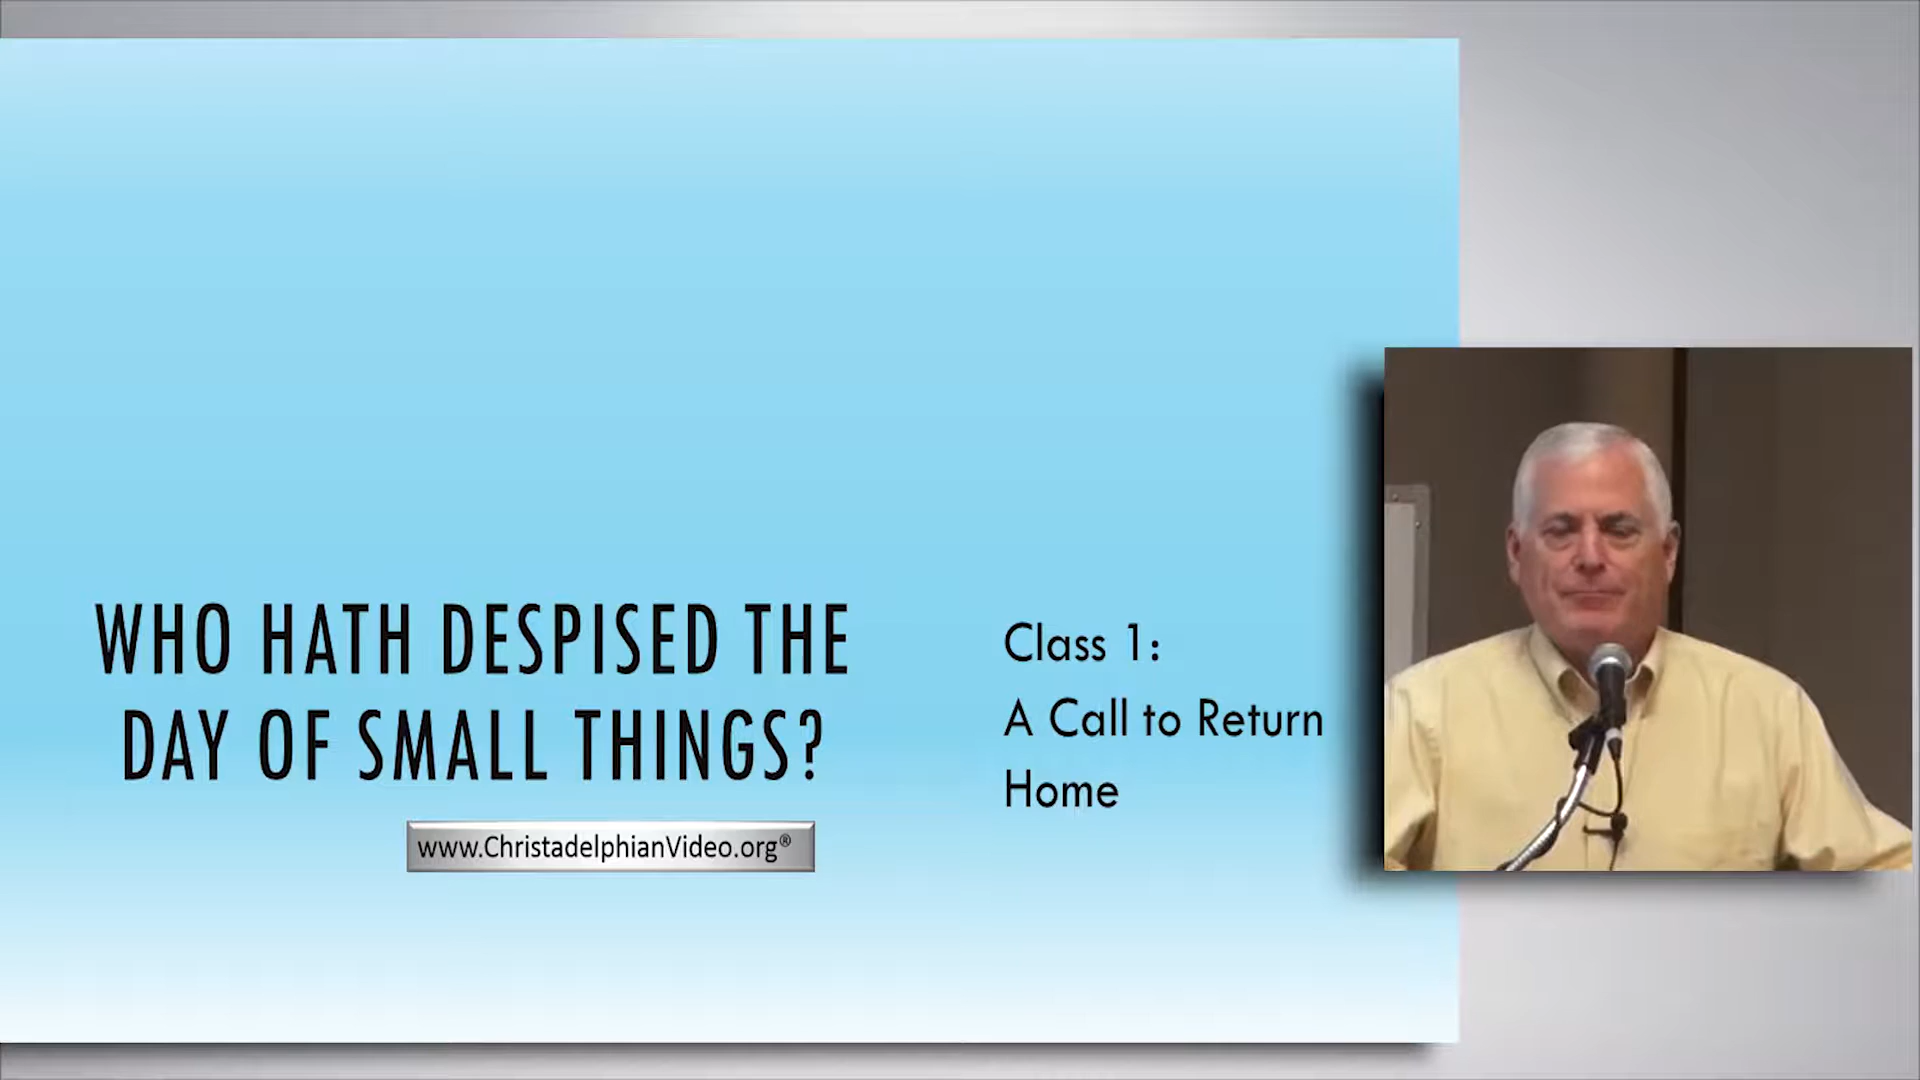 WHO HATH DESPISED THE
DAY OF SMALL THINGS?
www.ChristadelphianVideo.org®
Class 1:
A Call to Return
Home